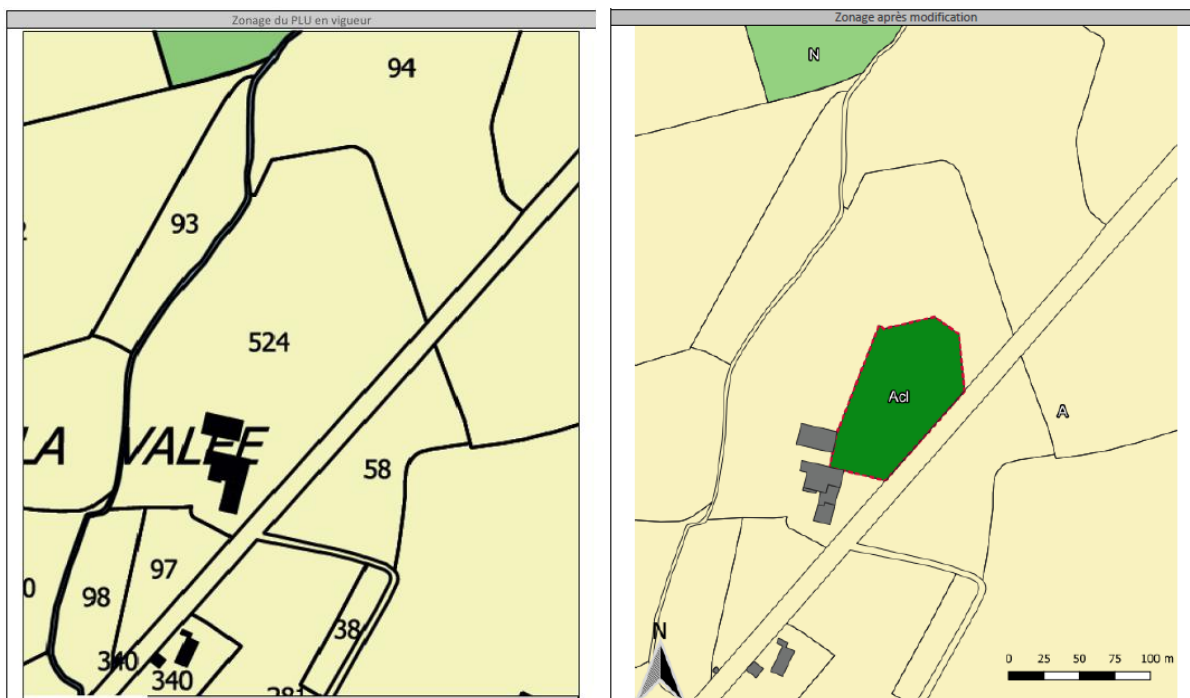 Zonage du PLU en vigueur
94
93
524
LA VALEE
58
97
98
38
340
340
Zonage après modification
N
Acl
A
N
0 25 50 75 100 m